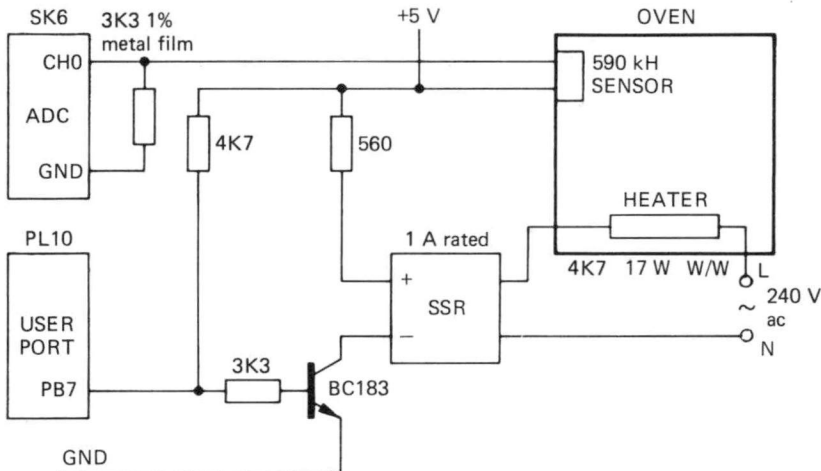 SK6
3K3 1%
metal film
+5 V
OVEN
CH0
590 kH
SENSOR
ADC
4K7
560
GND
HEATER
PL10
1 A rated
4K7 17 W W/W L
+
SSR
240 V
~
ac
USER
PORT
−
N
3K3
PB7
BC183
GND